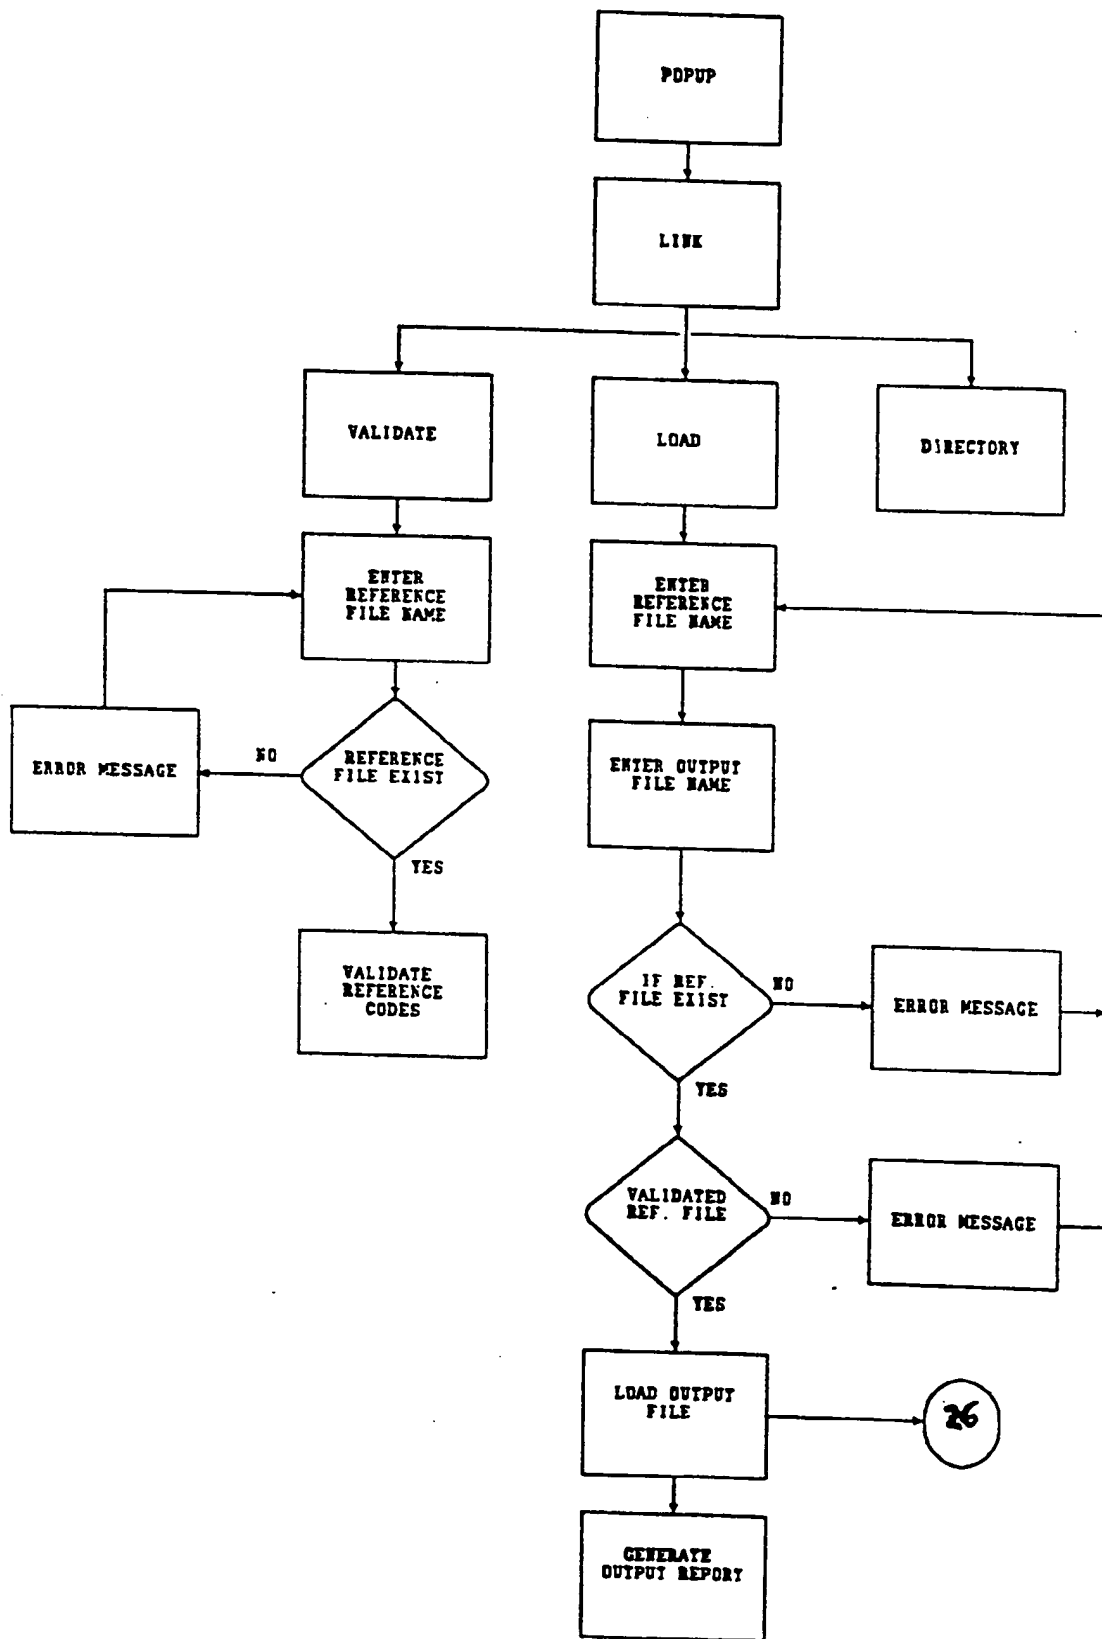 POPUP
LINK
VALIDATE
LOAD
DIRECTORY
ENTER
REFERENCE
FILE NAME
ENTER
REFERENCE
FILE NAME
ERROR MESSAGE
NO
REFERENCE
FILE EXIST
YES
ENTER OUTPUT
FILE NAME
VALIDATE
REFERENCE
CODES
IF REF.
FILE EXIST
NO
ERROR MESSAGE
YES
VALIDATED
REF. FILE
NO
ERROR MESSAGE
YES
LOAD OUTPUT
FILE
26
GENERATE
OUTPUT REPORT